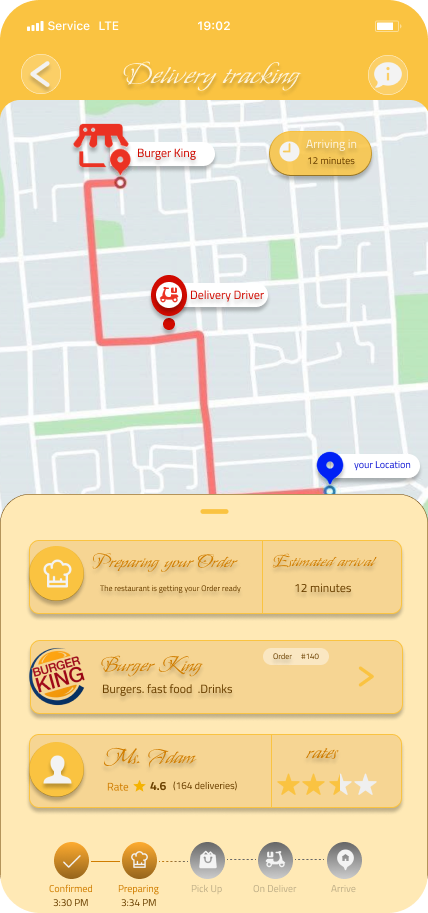 Service LTE 19:02
Delivery tracking
Burger King
Arriving in
12 minutes
Delivery Driver
your Location
Preparing your Order
The restaurant is getting your Order ready
Estimated arrival
12 minutes
BURGER
KING
Burger King
Order #140
Burgers. fast food .Drinks
Ms. Adam
Rate 4.6 (164 deliveries)
rates
Confirmed
3:30 PM
Preparing
3:34 PM
Pick Up
On Deliver
Arrive